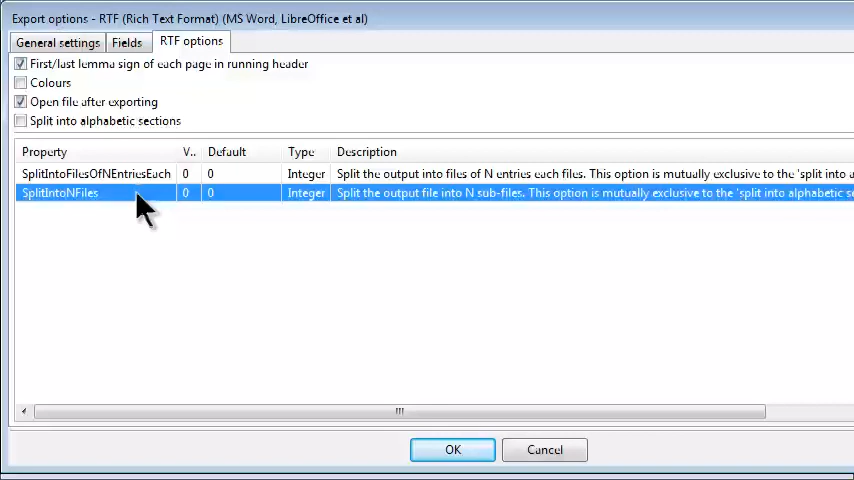 Export options - RTF (Rich Text Format) (MS Word, LibreOffice et al)
General settings Fields RTF options
First/last lemma sign of each page in running header
Colours
Open file after exporting
Split into alphabetic sections
Property V.. Default Type Description
SplitIntoFilesOfNEntriesEach 0 0 Integer Split the output into files of N entries each files. This option is mutually exclusive to the 'split into a
SplitIntoNFiles 0 0 Integer Split the output file into N sub-files. This option is mutually exclusive to the 'split into alphabetic se
OK Cancel